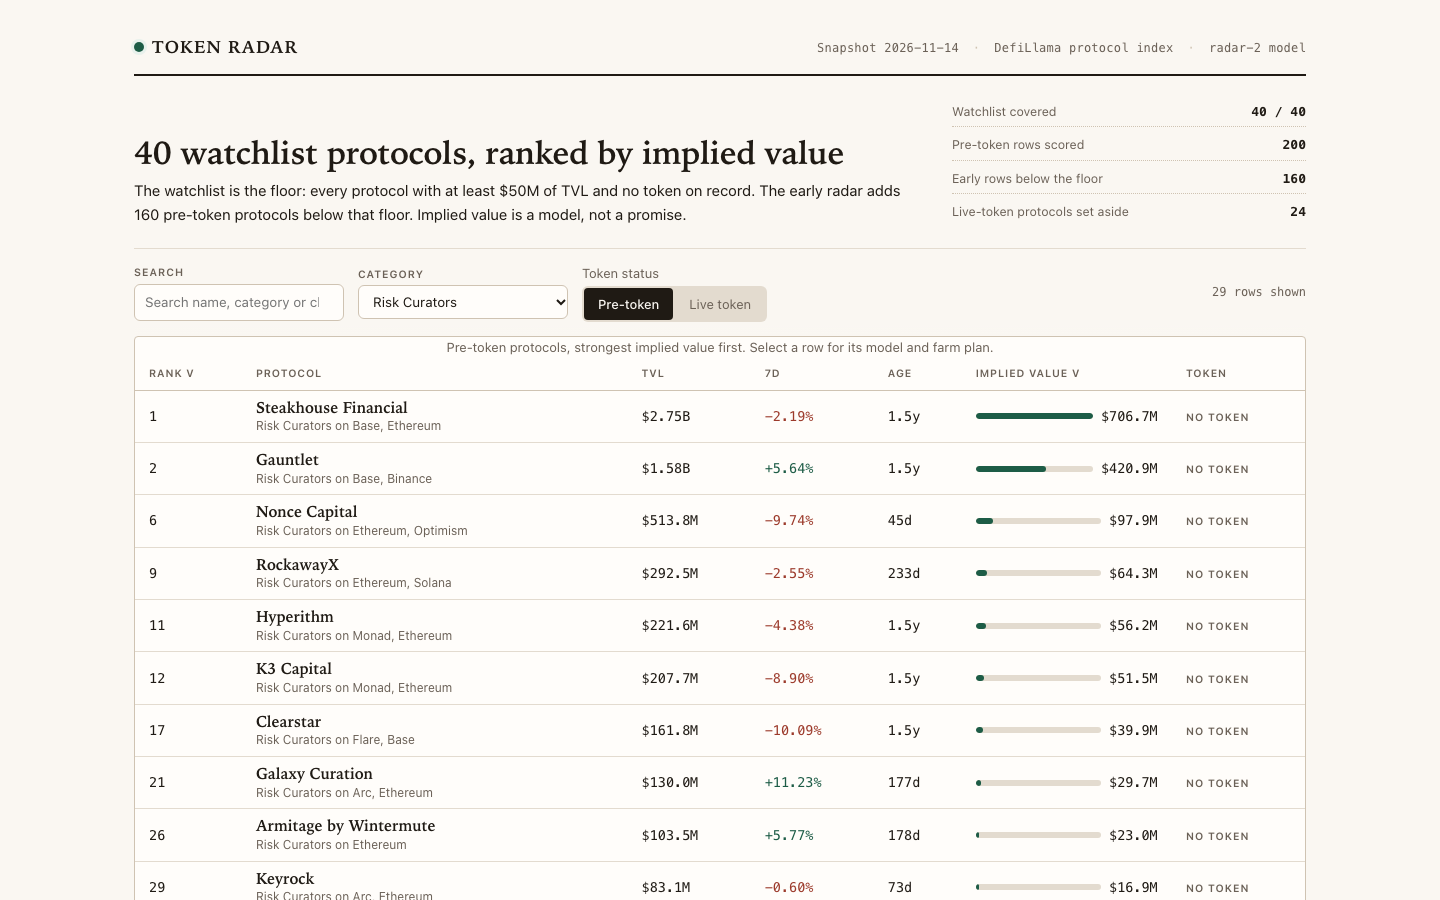 TOKEN RADAR
Snapshot 2026-11-14 · DefiLlama protocol index · radar-2 model
40 watchlist protocols, ranked by implied value
The watchlist is the floor: every protocol with at least $50M of TVL and no token on record. The early radar adds
160 pre-token protocols below that floor. Implied value is a model, not a promise.
Watchlist covered 40 / 40
Pre-token rows scored 200
Early rows below the floor 160
Live-token protocols set aside 24
SEARCH
Search name, category or cl
CATEGORY
Risk Curators
Token status
Pre-token Live token
29 rows shown
Pre-token protocols, strongest implied value first. Select a row for its model and farm plan.
RANK V PROTOCOL TVL 7D AGE IMPLIED VALUE V TOKEN
1 Steakhouse Financial $2.75B −2.19% 1.5y $706.7M NO TOKEN
Risk Curators on Base, Ethereum
2 Gauntlet $1.58B +5.64% 1.5y $420.9M NO TOKEN
Risk Curators on Base, Binance
6 Nonce Capital $513.8M −9.74% 45d $97.9M NO TOKEN
Risk Curators on Ethereum, Optimism
9 RockawayX $292.5M −2.55% 233d $64.3M NO TOKEN
Risk Curators on Ethereum, Solana
11 Hyperithm $221.6M −4.38% 1.5y $56.2M NO TOKEN
Risk Curators on Monad, Ethereum
12 K3 Capital $207.7M −8.90% 1.5y $51.5M NO TOKEN
Risk Curators on Monad, Ethereum
17 Clearstar $161.8M −10.09% 1.5y $39.9M NO TOKEN
Risk Curators on Flare, Base
21 Galaxy Curation $130.0M +11.23% 177d $29.7M NO TOKEN
Risk Curators on Arc, Ethereum
26 Armitage by Wintermute $103.5M +5.77% 178d $23.0M NO TOKEN
Risk Curators on Ethereum
29 Keyrock $83.1M −0.60% 73d $16.9M NO TOKEN
Risk Curators on Arc, Ethereum